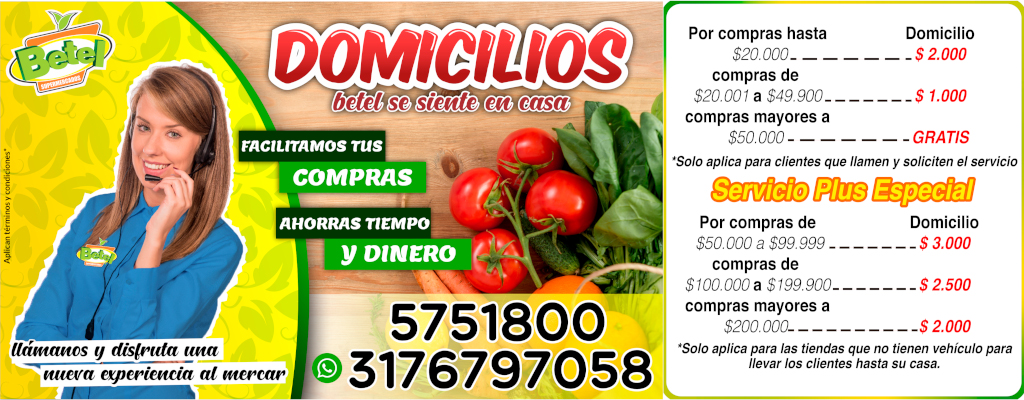 Betel
SUPERMERCADOS
DOMICILIOS
betel se siente en casa
FACILITAMOS TUS
COMPRAS
AHORRAS TIEMPO
Y DINERO
Aplican términos y condiciones*
Betel
llámanos y disfruta una
nueva experiencia al mercar
5751800
3176797058
Por compras hasta Domicilio
$20.000 $ 2.000
compras de
$20.001 a $49.900 $ 1.000
compras mayores a
$50.000 GRATIS
*Solo aplica para clientes que llamen y soliciten el servicio
Servicio Plus Especial
Por compras de Domicilio
$50.000 a $99.999 $ 3.000
compras de
$100.000 a $199.900 $ 2.500
compras mayores a
$200.000 $ 2.000
*Solo aplica para las tiendas que no tienen vehículo para
llevar los clientes hasta su casa.